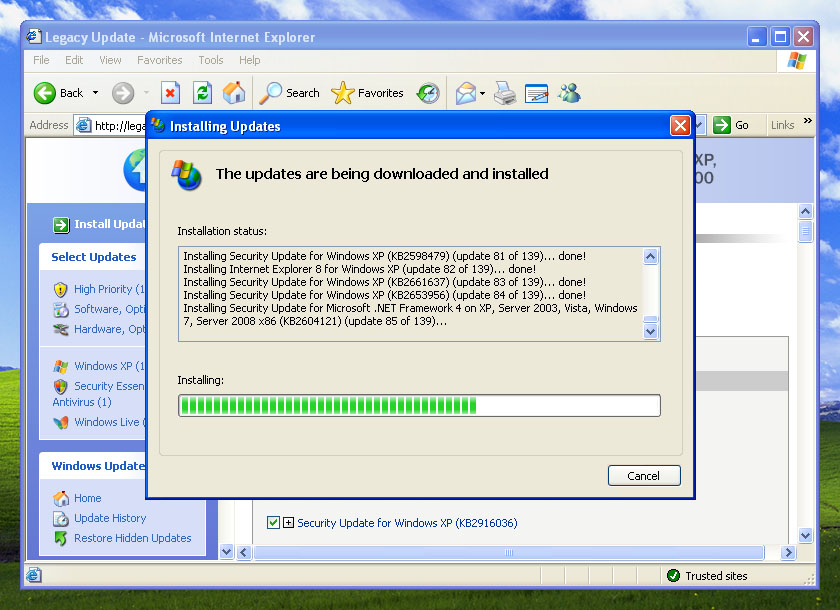 Legacy Update - Microsoft Internet Explorer
File Edit View Favorites Tools Help
Back Search Favorites
Address http://lega Go Links »
Installing Updates
XP,
00
The updates are being downloaded and installed
Install Updat
Installation status:
Select Updates
Installing Security Update for Windows XP (KB2598479) (update 81 of 139)... done!
Installing Internet Explorer 8 for Windows XP (update 82 of 139)... done!
Installing Security Update for Windows XP (KB2661637) (update 83 of 139)... done!
Installing Security Update for Windows XP (KB2653956) (update 84 of 139)... done!
Installing Security Update for Microsoft .NET Framework 4 on XP, Server 2003, Vista, Windows
7, Server 2008 x86 (KB2604121) (update 85 of 139)...
High Priority (1
Software, Opti
Hardware, Opt
Windows XP (1
Security Essen
Antivirus (1)
Windows Live (
Installing:
Cancel
Windows Update
Home
Update History
Restore Hidden Updates
Security Update for Windows XP (KB2916036)
Trusted sites